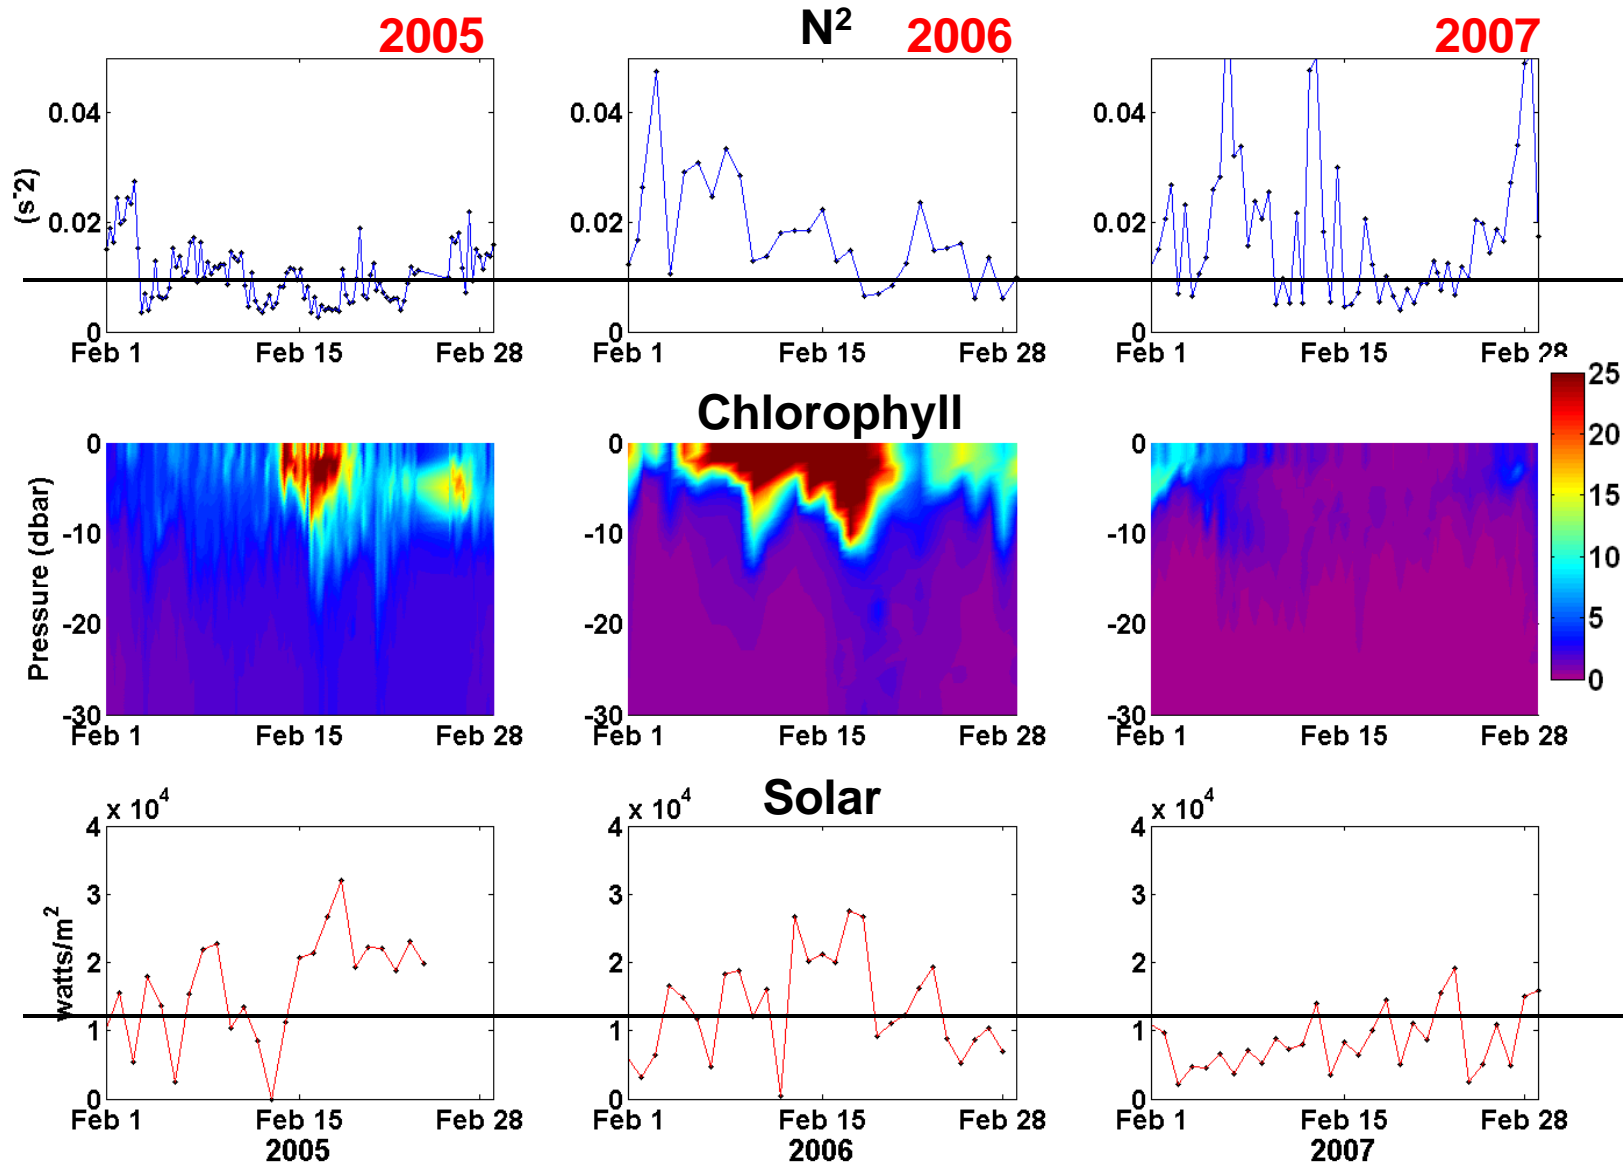 N²
2005 2006 2007
(s⁻2)
0.04 0.04 0.04
0.02 0.02 0.02
0 0 0
Feb 1 Feb 15 Feb 28 Feb 1 Feb 15 Feb 28 Feb 1 Feb 15 Feb 28
Chlorophyll
Pressure (dbar)
0 0 0
-10 -10 -10
-20 -20 -20
-30 -30 -30
Feb 1 Feb 15 Feb 28 Feb 1 Feb 15 Feb 28 Feb 1 Feb 15 Feb 28
25
20
15
10
5
0
Solar
x 10⁴ x 10⁴ x 10⁴
watts/m²
4 4 4
3 3 3
2 2 2
1 1 1
0 0 0
Feb 1 Feb 15 Feb 28 Feb 1 Feb 15 Feb 28 Feb 1 Feb 15 Feb 28
2005 2006 2007